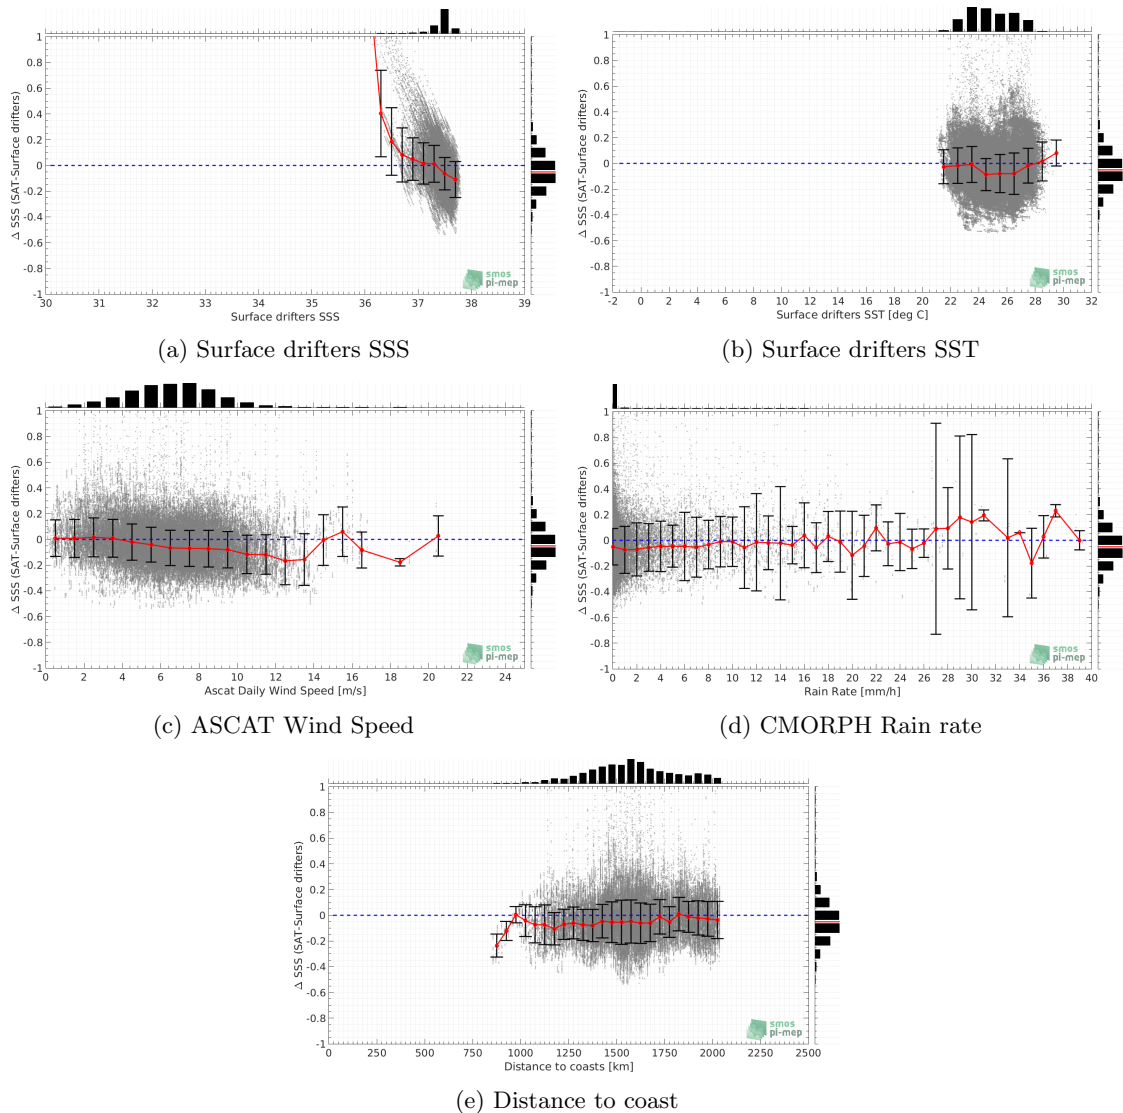 Δ SSS (SAT-Surface drifters)
1
0.8
0.6
0.4
0.2
0
-0.2
-0.4
-0.6
-0.8
-1
30 31 32 33 34 35 36 37 38 39
Surface drifters SSS
smos
pi-mep
(a) Surface drifters SSS
Δ SSS (SAT-Surface drifters)
1
0.8
0.6
0.4
0.2
0
-0.2
-0.4
-0.6
-0.8
-1
-2 0 2 4 6 8 10 12 14 16 18 20 22 24 26 28 30 32
Surface drifters SST [deg C]
smos
pi-mep
(b) Surface drifters SST
Δ SSS (SAT-Surface drifters)
1
0.8
0.6
0.4
0.2
0
-0.2
-0.4
-0.6
-0.8
-1
0 2 4 6 8 10 12 14 16 18 20 22 24
Ascat Daily Wind Speed [m/s]
smos
pi-mep
(c) ASCAT Wind Speed
Δ SSS (SAT-Surface drifters)
1
0.8
0.6
0.4
0.2
0
-0.2
-0.4
-0.6
-0.8
-1
0 2 4 6 8 10 12 14 16 18 20 22 24 26 28 30 32 34 36 38 40
Rain Rate [mm/h]
smos
pi-mep
(d) CMORPH Rain rate
Δ SSS (SAT-Surface drifters)
1
0.8
0.6
0.4
0.2
0
-0.2
-0.4
-0.6
-0.8
-1
0 250 500 750 1000 1250 1500 1750 2000 2250 2500
Distance to coasts [km]
smos
pi-mep
(e) Distance to coast